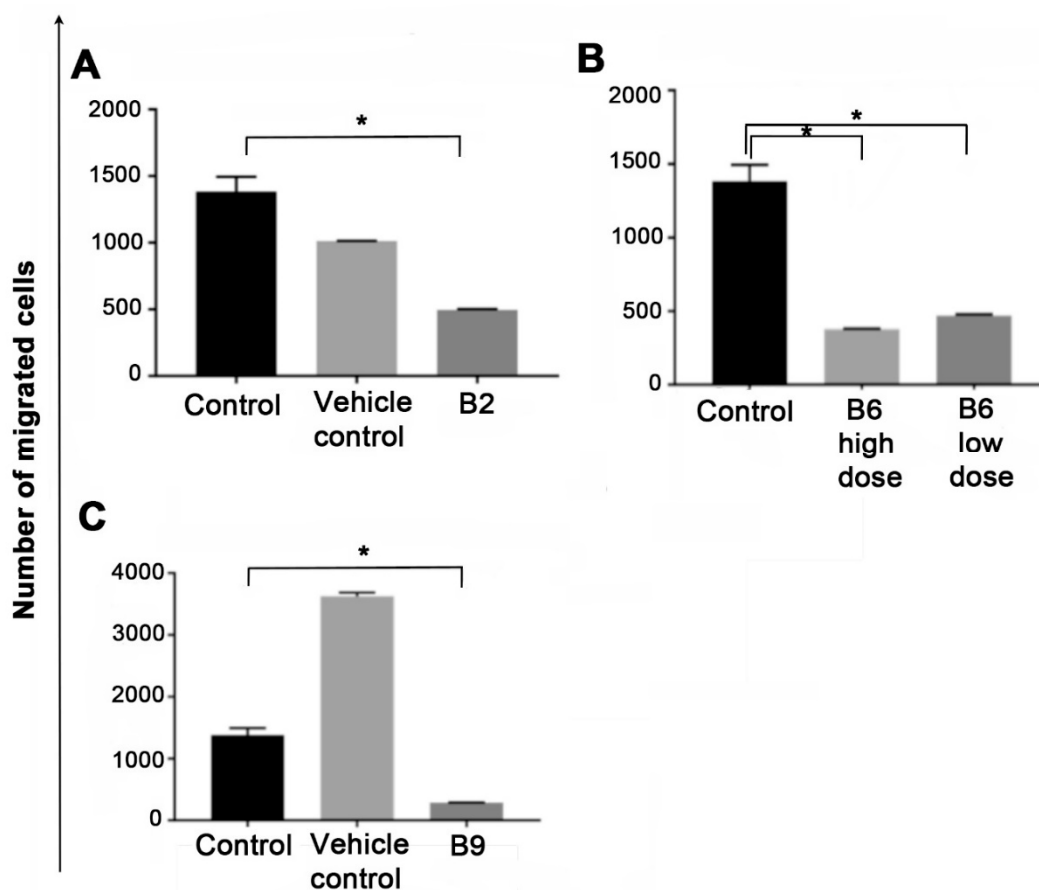 Number of migrated cells
A
2000
1500
1000
500
0
*
Control
Vehicle
control
B2
B
2000
1500
1000
500
0
*
*
Control
B6
high
dose
B6
low
dose
C
4000
3000
2000
1000
0
*
Control
Vehicle
control
B9